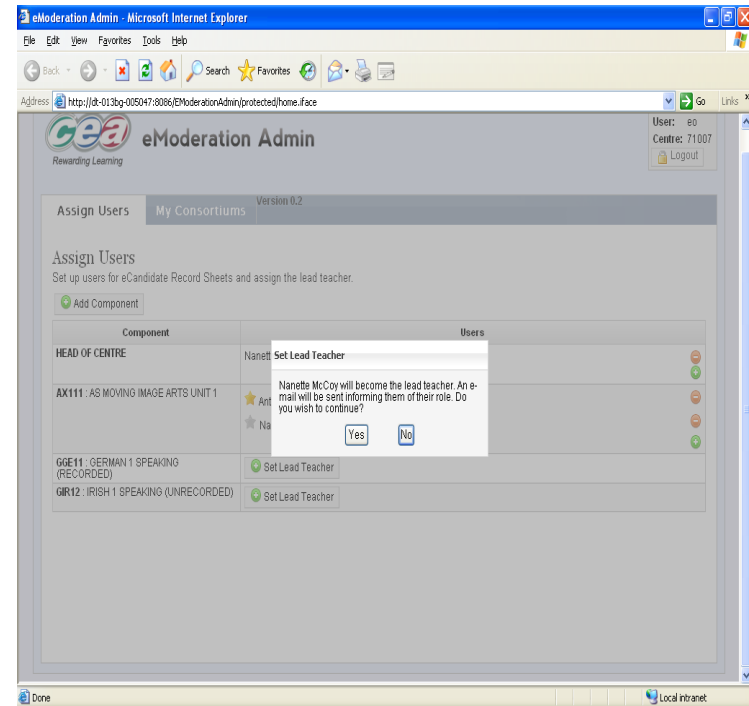 eModeration Admin - Microsoft Internet Explorer
File Edit View Favorites Tools Help
Back Search Favorites
Address http://dt-013bg-005047:8086/EModerationAdmin/protected/home.iface Go Links
cea eModeration Admin
Rewarding Learning
User: eo
Centre: 71007
Logout
Version 0.2
Assign Users My Consortiums
Assign Users
Set up users for eCandidate Record Sheets and assign the lead teacher.
Add Component
Component Users
HEAD OF CENTRE Nanett
Set Lead Teacher
Nanette McCoy will become the lead teacher. An e-
mail will be sent informing them of their role. Do
you wish to continue?
Yes No
AX111 : AS MOVING IMAGE ARTS UNIT 1 Ant
Na
GGE11 : GERMAN 1 SPEAKING
(RECORDED)
Set Lead Teacher
GIR12 : IRISH 1 SPEAKING (UNRECORDED) Set Lead Teacher
Done Local intranet